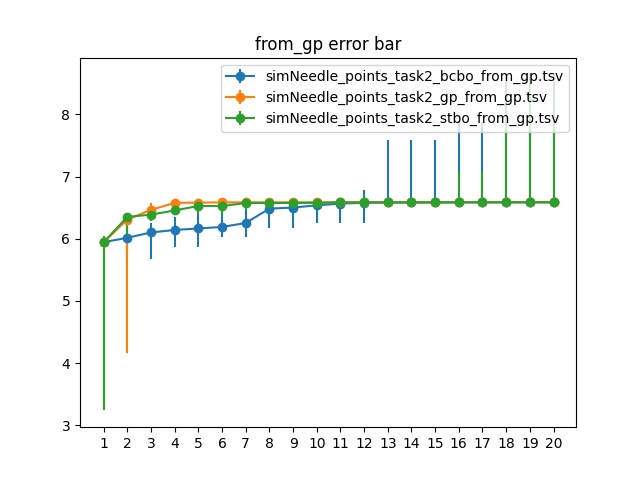 from_gp error bar
simNeedle_points_task2_bcbo_from_gp.tsv
simNeedle_points_task2_gp_from_gp.tsv
simNeedle_points_task2_stbo_from_gp.tsv
8
7
6
5
4
3
1 2 3 4 5 6 7 8 9 10 11 12 13 14 15 16 17 18 19 20